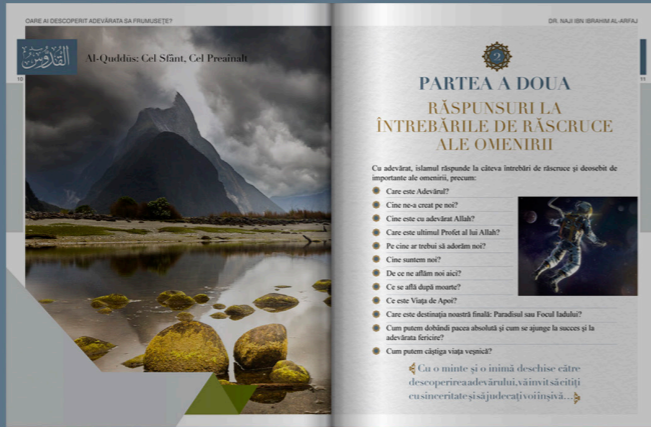 OARE AI DESCOPERIT ADEVĂRATA SA FRUMUSEȚE?
القدوس
Al-Quddūs: Cel Sfânt, Cel Preaînalt
10
DR. NAJI IBN IBRAHIM AL-ARFAJ
11
2
PARTEA A DOUA
RĂSPUNSURI LA
ÎNTREBĂRILE DE RĂSCRUCE
ALE OMENIRII
Cu adevărat, islamul răspunde la câteva întrebări de răscruce și deosebit de
importante ale omenirii, precum:
Care este Adevărul?
Cine ne-a creat pe noi?
Cine este cu adevărat Allah?
Care este ultimul Profet al lui Allah?
Pe cine ar trebui să adorăm noi?
Cine suntem noi?
De ce ne aflăm noi aici?
Ce se află după moarte?
Ce este Viața de Apoi?
Care este destinația noastră finală: Paradisul sau Focul Iadului?
Cum putem dobândi pacea absolută și cum se ajunge la succes și la
adevărata fericire?
Cum putem câștiga viața veșnică?
Cu o minte și o inimă deschise către
descoperirea adevărului, vă invit să citiți
cu sinceritate și să judecați voi înșivă...